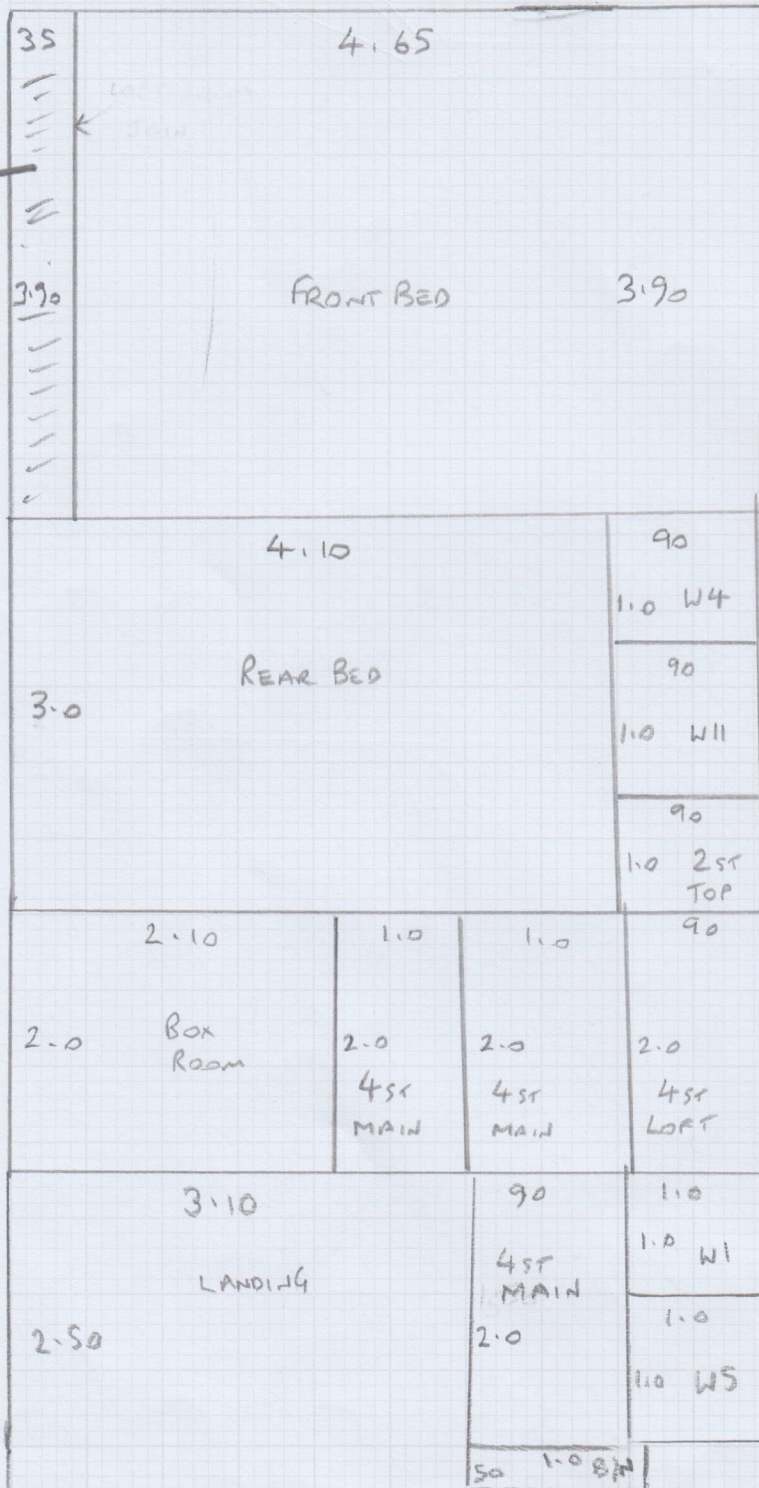 35
4.65
JOIN
3.90
FRONT BED
3.90
4.10
REAR BED
3.0
90
1.0 W4
90
1.0 W11
90
1.0 2ST
TOP
2.10
2.0
BOX
ROOM
1.0
2.0
4ST
MAIN
1.0
2.0
4ST
MAIN
90
2.0
4ST
LOFT
3.10
LANDING
2.50
90
4ST
MAIN
2.0
1.0
1.0 W1
1.0
1.0 W5
50 1.0